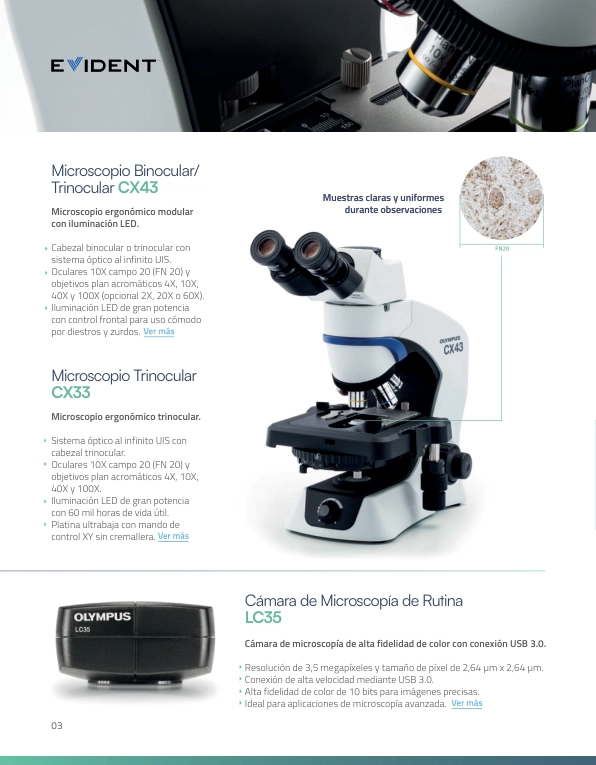 EVIDENT
Microscopio Binocular/
Trinocular CX43
Microscopio ergonómico modular
con iluminación LED.
Cabezal binocular o trinocular con
sistema óptico al infinito UIS.
Oculares 10X campo 20 (FN 20) y
objetivos plan acromáticos 4X, 10X,
40X y 100X (opcional 2X, 20X o 60X).
Iluminación LED de gran potencia
con control frontal para uso cómodo
por diestros y zurdos. Ver más
Muestras claras y uniformes
durante observaciones
FN20
OLYMPUS
CX43
Microscopio Trinocular
CX33
Microscopio ergonómico trinocular.
Sistema óptico al infinito UIS con
cabezal trinocular.
Oculares 10X campo 20 (FN 20) y
objetivos plan acromáticos 4X, 10X,
40X y 100X.
Iluminación LED de gran potencia
con 60 mil horas de vida útil.
Platina ultrabaja con mando de
control XY sin cremallera. Ver más
OLYMPUS
LC35
Cámara de Microscopía de Rutina
LC35
Cámara de microscopía de alta fidelidad de color con conexión USB 3.0.
Resolución de 3,5 megapíxeles y tamaño de píxel de 2,64 µm x 2,64 µm.
Conexión de alta velocidad mediante USB 3.0.
Alta fidelidad de color de 10 bits para imágenes precisas.
Ideal para aplicaciones de microscopía avanzada. Ver más
03